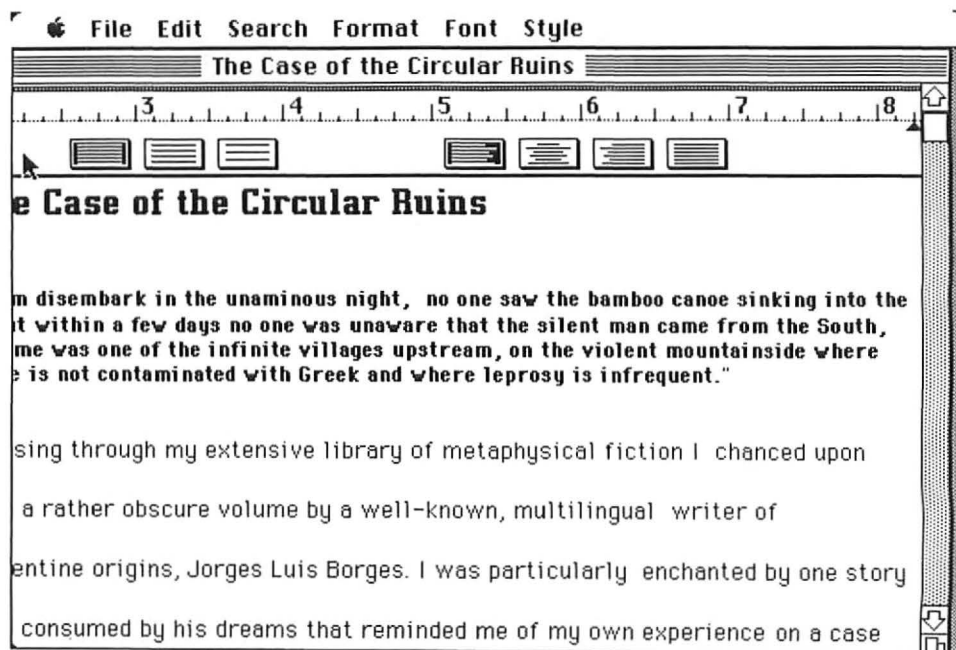 File Edit Search Format Font Style
The Case of the Circular Ruins
3 4 5 6 7 8
e Case of the Circular Ruins
m disembark in the unaminous night, no one saw the bamboo canoe sinking into the
t within a few days no one was unaware that the silent man came from the South,
me was one of the infinite villages upstream, on the violent mountainside where
e is not contaminated with Greek and where leprosy is infrequent."
sing through my extensive library of metaphysical fiction I chanced upon
a rather obscure volume by a well-known, multilingual writer of
entine origins, Jorges Luis Borges. I was particularly enchanted by one story
consumed by his dreams that reminded me of my own experience on a case